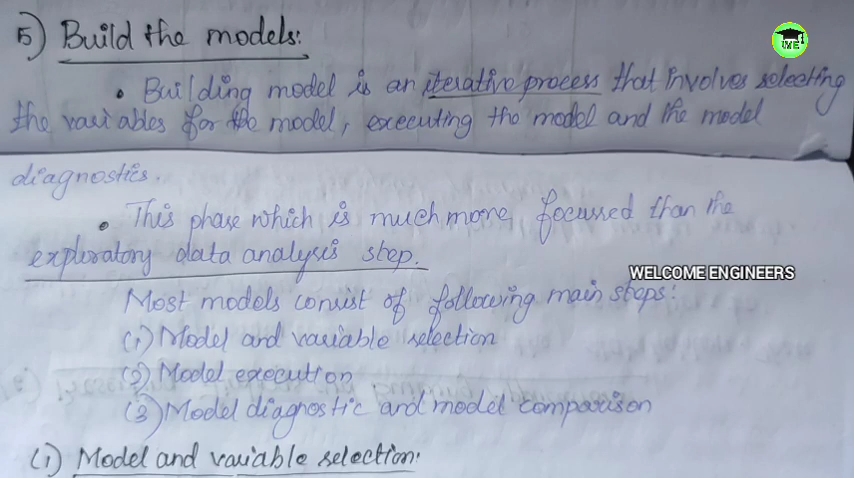 5) Build the models:
WE
• Building model is an iterative process that involves selecting
the variables for the model, executing the model and the model
diagnostics.
• This phase which is much more focussed than the
exploratory data analysis step.
WELCOME ENGINEERS
Most models consist of following main steps:
(1) Model and variable selection
(2) Model execution
(3) Model diagnostic and model comparison
(1) Model and variable selection: